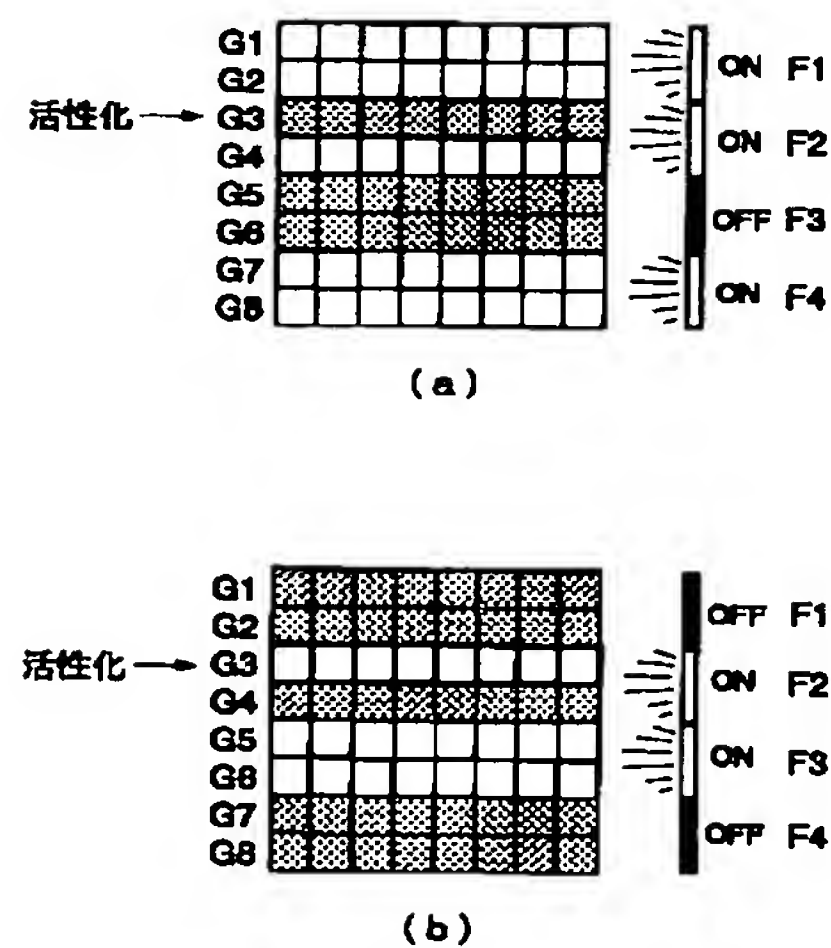 G1
G2
活性化 G3
G4
G5
G6
G7
G8
ON F1
ON F2
OFF F3
ON F4
(a)
G1
G2
活性化 G3
G4
G5
G6
G7
G8
OFF F1
ON F2
ON F3
OFF F4
(b)